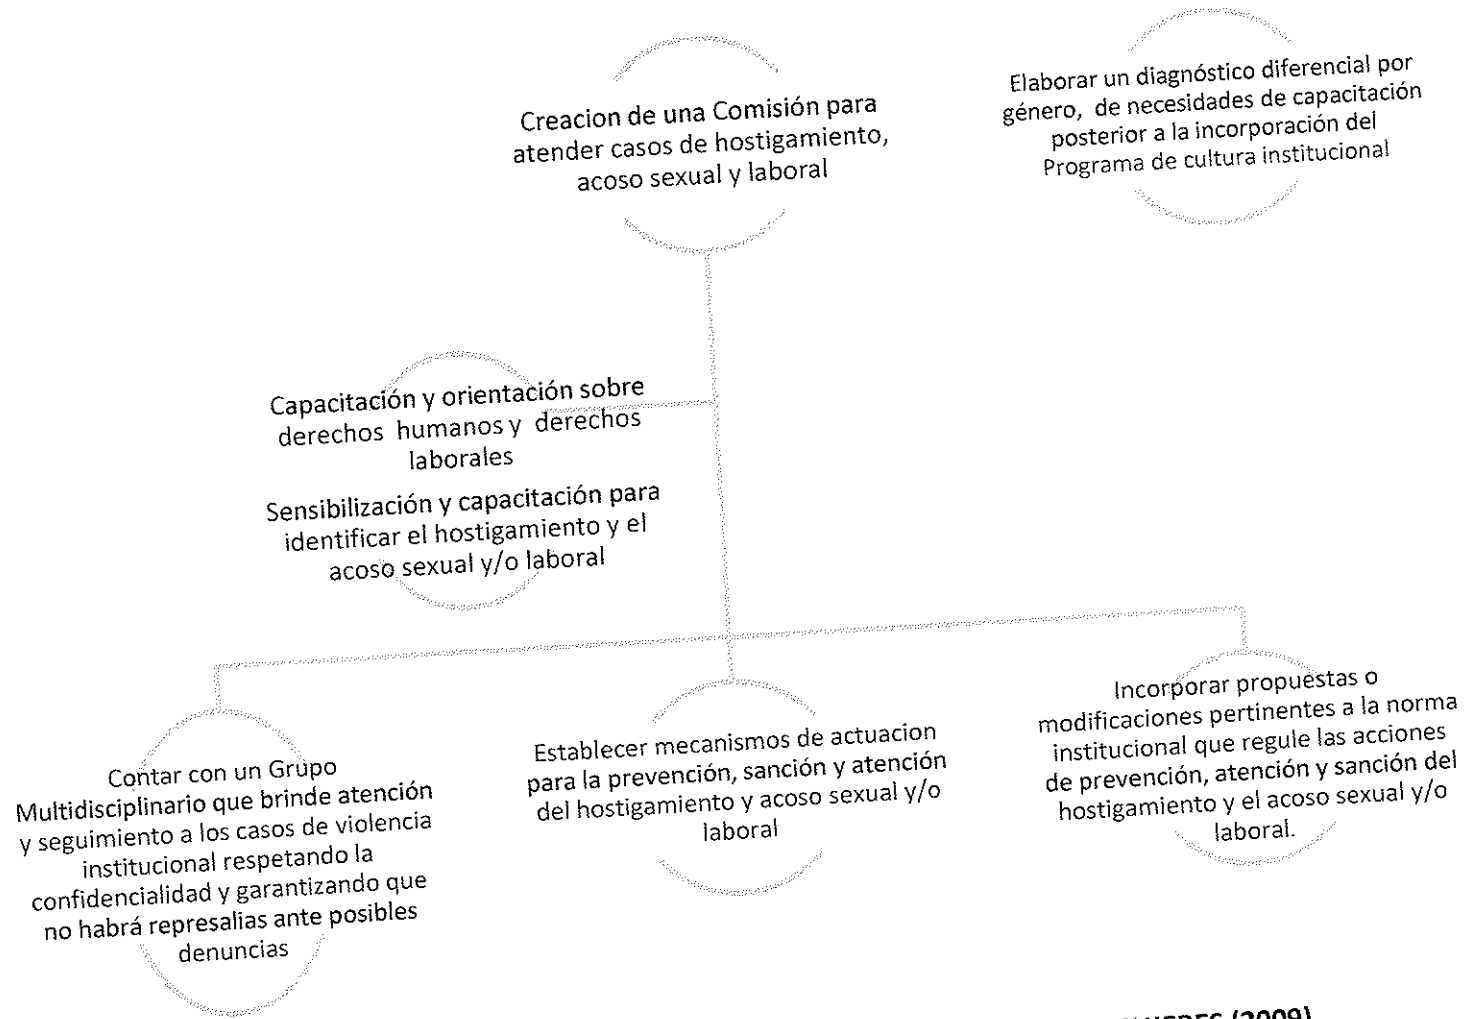 Creacion de una Comisión para
atender casos de hostigamiento,
acoso sexual y laboral
Elaborar un diagnóstico diferencial por
género, de necesidades de capacitación
posterior a la incorporación del
Programa de cultura institucional
Capacitación y orientación sobre
derechos humanos y derechos
laborales
Sensibilización y capacitación para
identificar el hostigamiento y el
acoso sexual y/o laboral
Contar con un Grupo
Multidisciplinario que brinde atención
y seguimiento a los casos de violencia
institucional respetando la
confidencialidad y garantizando que
no habrá represalias ante posibles
denuncias
Establecer mecanismos de actuacion
para la prevención, sanción y atención
del hostigamiento y acoso sexual y/o
laboral
Incorporar propuestas o
modificaciones pertinentes a la norma
institucional que regule las acciones
de prevención, atención y sanción del
hostigamiento y el acoso sexual y/o
laboral.
(2009)